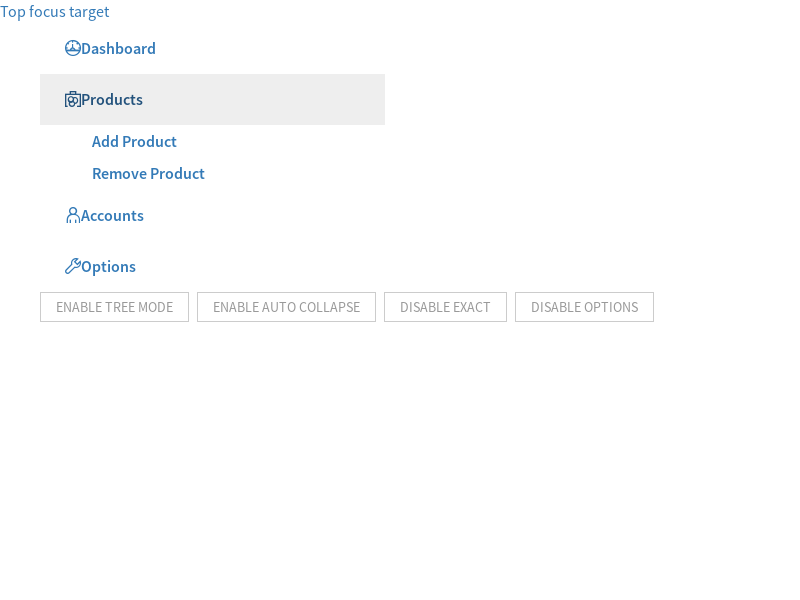 Top focus target
Dashboard
Products
Add Product
Remove Product
Accounts
Options
ENABLE TREE MODE ENABLE AUTO COLLAPSE DISABLE EXACT DISABLE OPTIONS